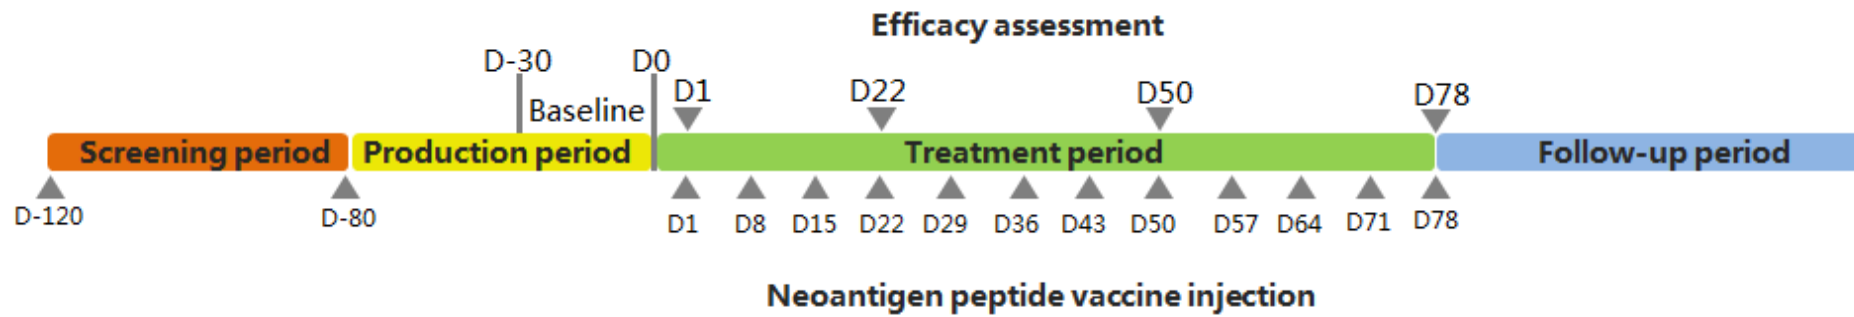 Efficacy assessment
D-30 D0
D1 D22 D50 D78
Baseline
Screening period Production period Treatment period Follow-up period
D-120 D-80 D1 D8 D15 D22 D29 D36 D43 D50 D57 D64 D71 D78
Neoantigen peptide vaccine injection